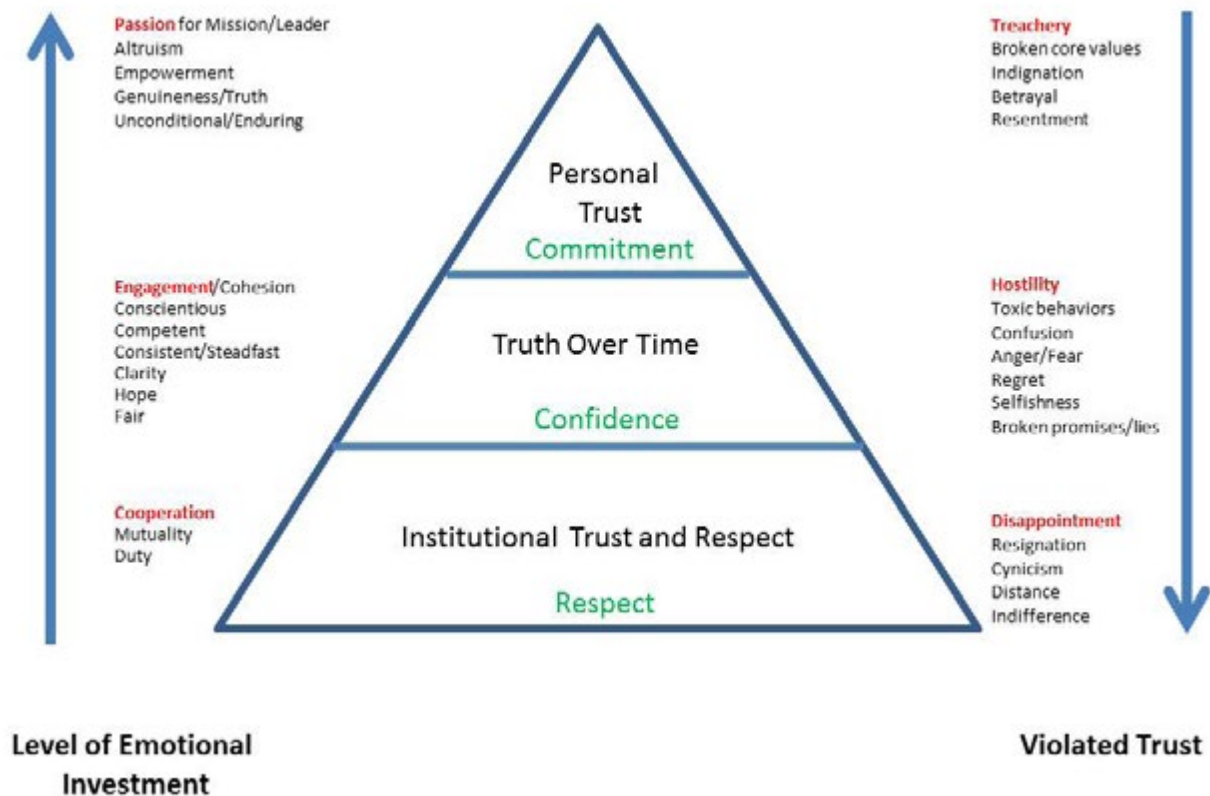 Passion for Mission/Leader
Altruism
Empowerment
Genuineness/Truth
Unconditional/Enduring
Engagement/Cohesion
Conscientious
Competent
Consistent/Steadfast
Clarity
Hope
Fair
Cooperation
Mutuality
Duty
Level of Emotional
Investment
Personal
Trust
Commitment
Truth Over Time
Confidence
Institutional Trust and Respect
Respect
Treachery
Broken core values
Indignation
Betrayal
Resentment
Hostility
Toxic behaviors
Confusion
Anger/Fear
Regret
Selfishness
Broken promises/lies
Disappointment
Resignation
Cynicism
Distance
Indifference
Violated Trust